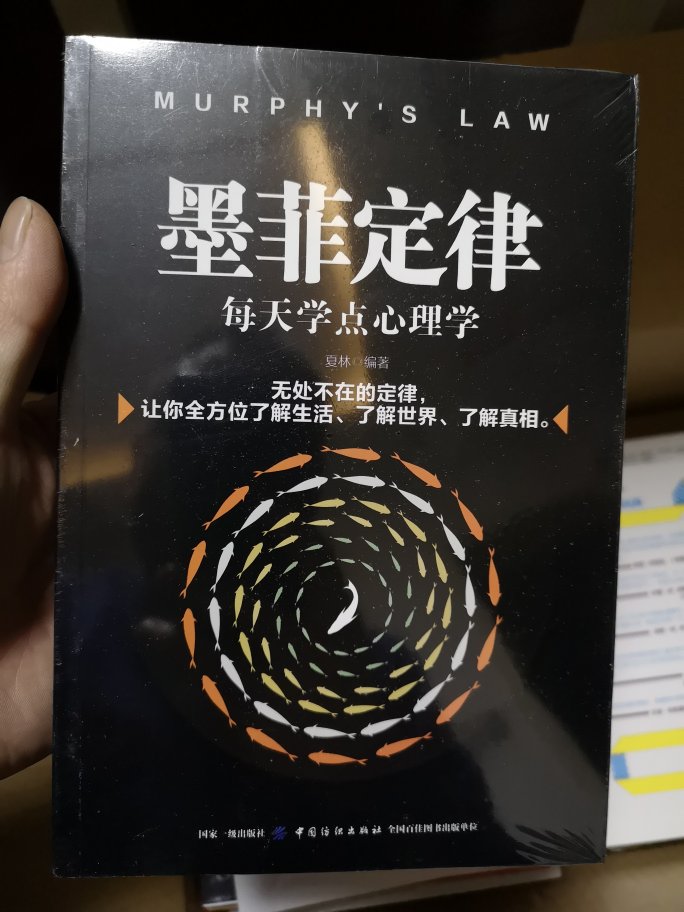 MURPHY'S LAW
墨菲定律
每天学点心理学
夏林◎编著
无处不在的定律，
让你全方位了解生活、了解世界、了解真相。
国家一级出版社 中国纺织出版社 全国百佳图书出版单位